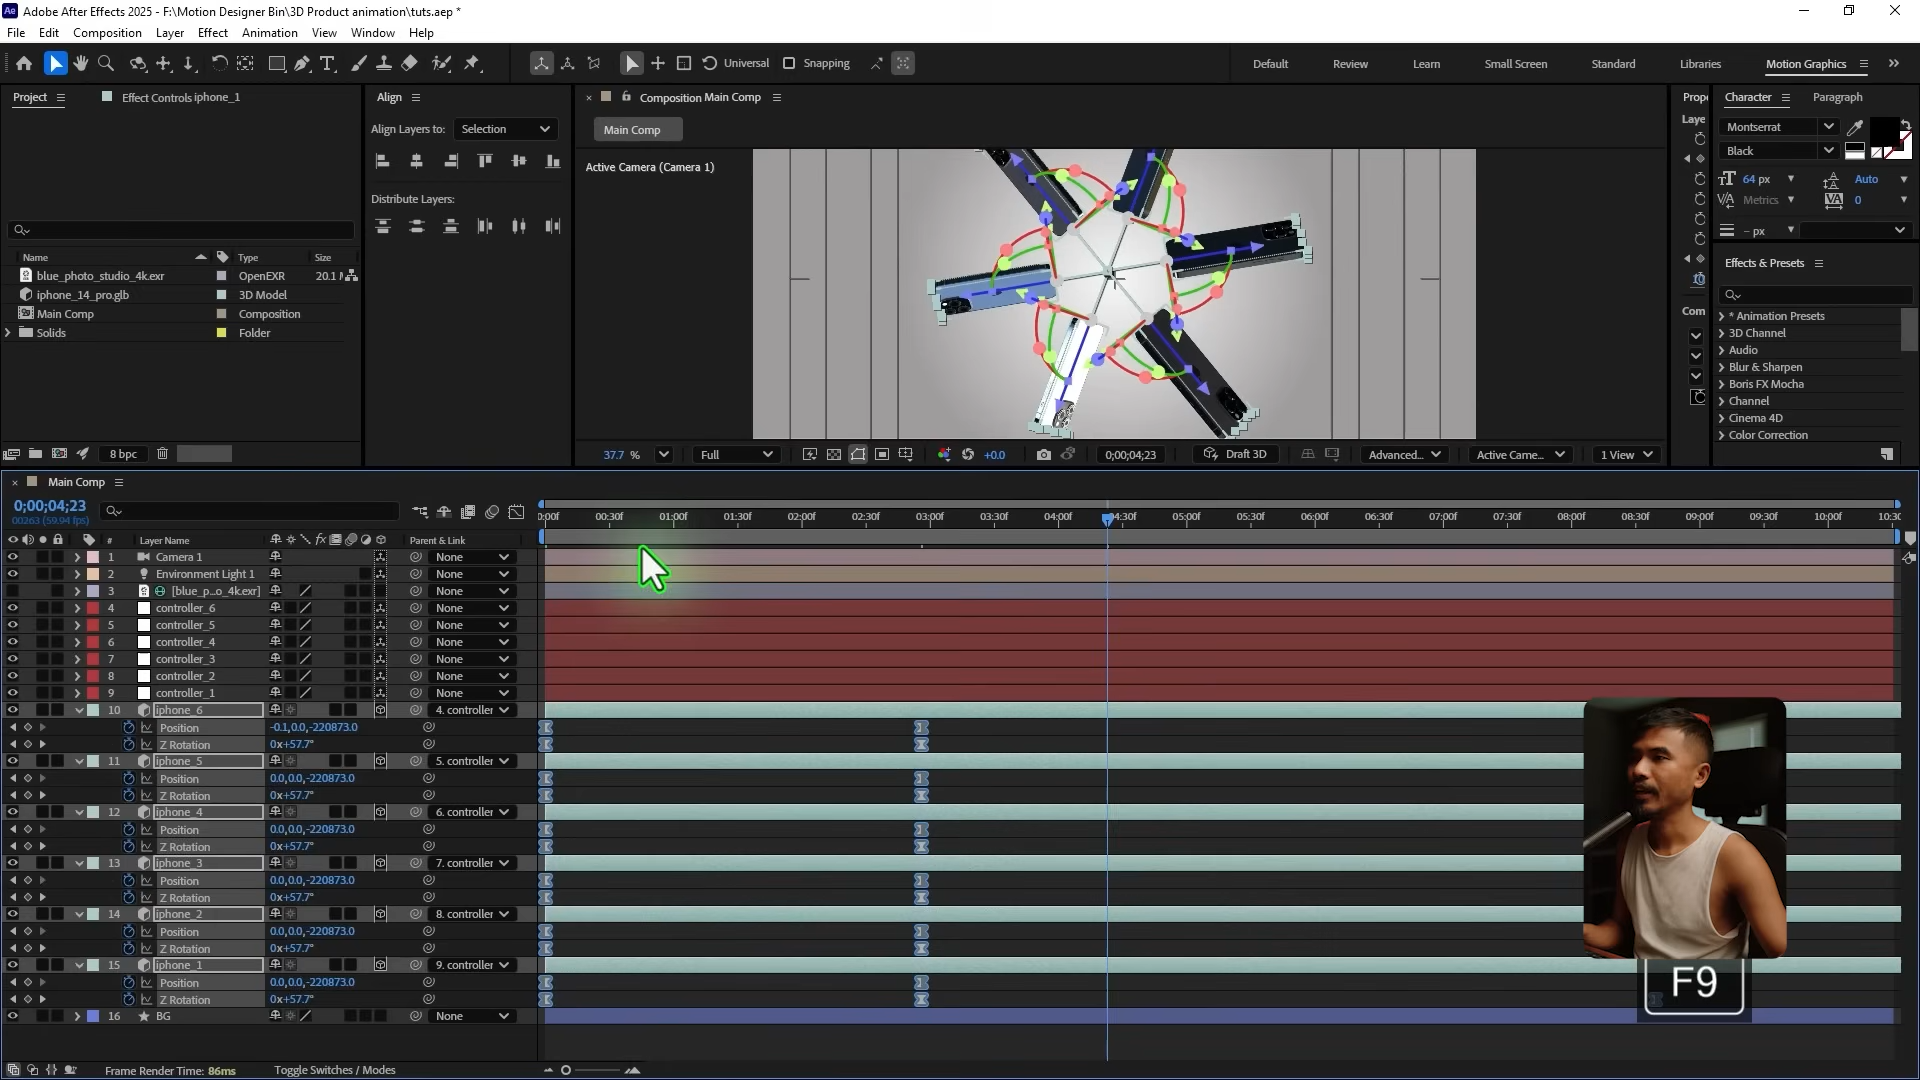 Adobe After Effects 2025 - F:\Motion Designer Bin\3D Product animation\tuts.aep *
File Edit Composition Layer Effect Animation View Window Help
Universal Snapping Default Review Learn Small Screen Standard Libraries Motion Graphics
Project Effect Controls iphone_1
Align
Composition Main Comp
Character Paragraph
Align Layers to: Selection
Main Comp
Montserrat
Black
Active Camera (Camera 1)
64 px Auto
Distribute Layers:
Metrics 0
- px
Name Type Size
blue_photo_studio_4k.exr OpenEXR
iphone_14_pro.glb 3D Model
Main Comp Composition
Solids Folder
Effects & Presets
* Animation Presets
3D Channel
Audio
Blur & Sharpen
Boris FX Mocha
Channel
Cinema 4D
Color Correction
8 bpc
37.7 % Full +0.0 0;00;04;23 Draft 3D Advanced... Active Came... 1 View
Main Comp
0;00;04;23
00263 (59.94 fps)
00:30f 01:00f 01:30f 02:00f 02:30f 03:00f 03:30f 04:00f 04:30f 05:00f 05:30f 06:00f 06:30f 07:00f 07:30f 08:00f 08:30f 09:00f 09:30f 10:00f
# Layer Name Parent & Link
1 Camera 1 None
2 Environment Light 1 None
3 [blue_p...o_4k.exr] None
4 controller_6 None
5 controller_5 None
6 controller_4 None
7 controller_3 None
8 controller_2 None
9 controller_1 None
10 iphone_6 4. controller
Position -0.1,0.0,-220873.0
Z Rotation 0x+57.7°
11 iphone_5 5. controller
Position 0.0,0.0,-220873.0
Z Rotation 0x+57.7°
12 iphone_4 6. controller
Position 0.0,0.0,-220873.0
Z Rotation 0x+57.7°
13 iphone_3 7. controller
Position 0.0,0.0,-220873.0
Z Rotation 0x+57.7°
14 iphone_2 8. controller
Position 0.0,0.0,-220873.0
Z Rotation 0x+57.7°
15 iphone_1 9. controller
Position 0.0,0.0,-220873.0
Z Rotation 0x+57.7°
16 BG None
F9
Frame Render Time: 86ms Toggle Switches / Modes